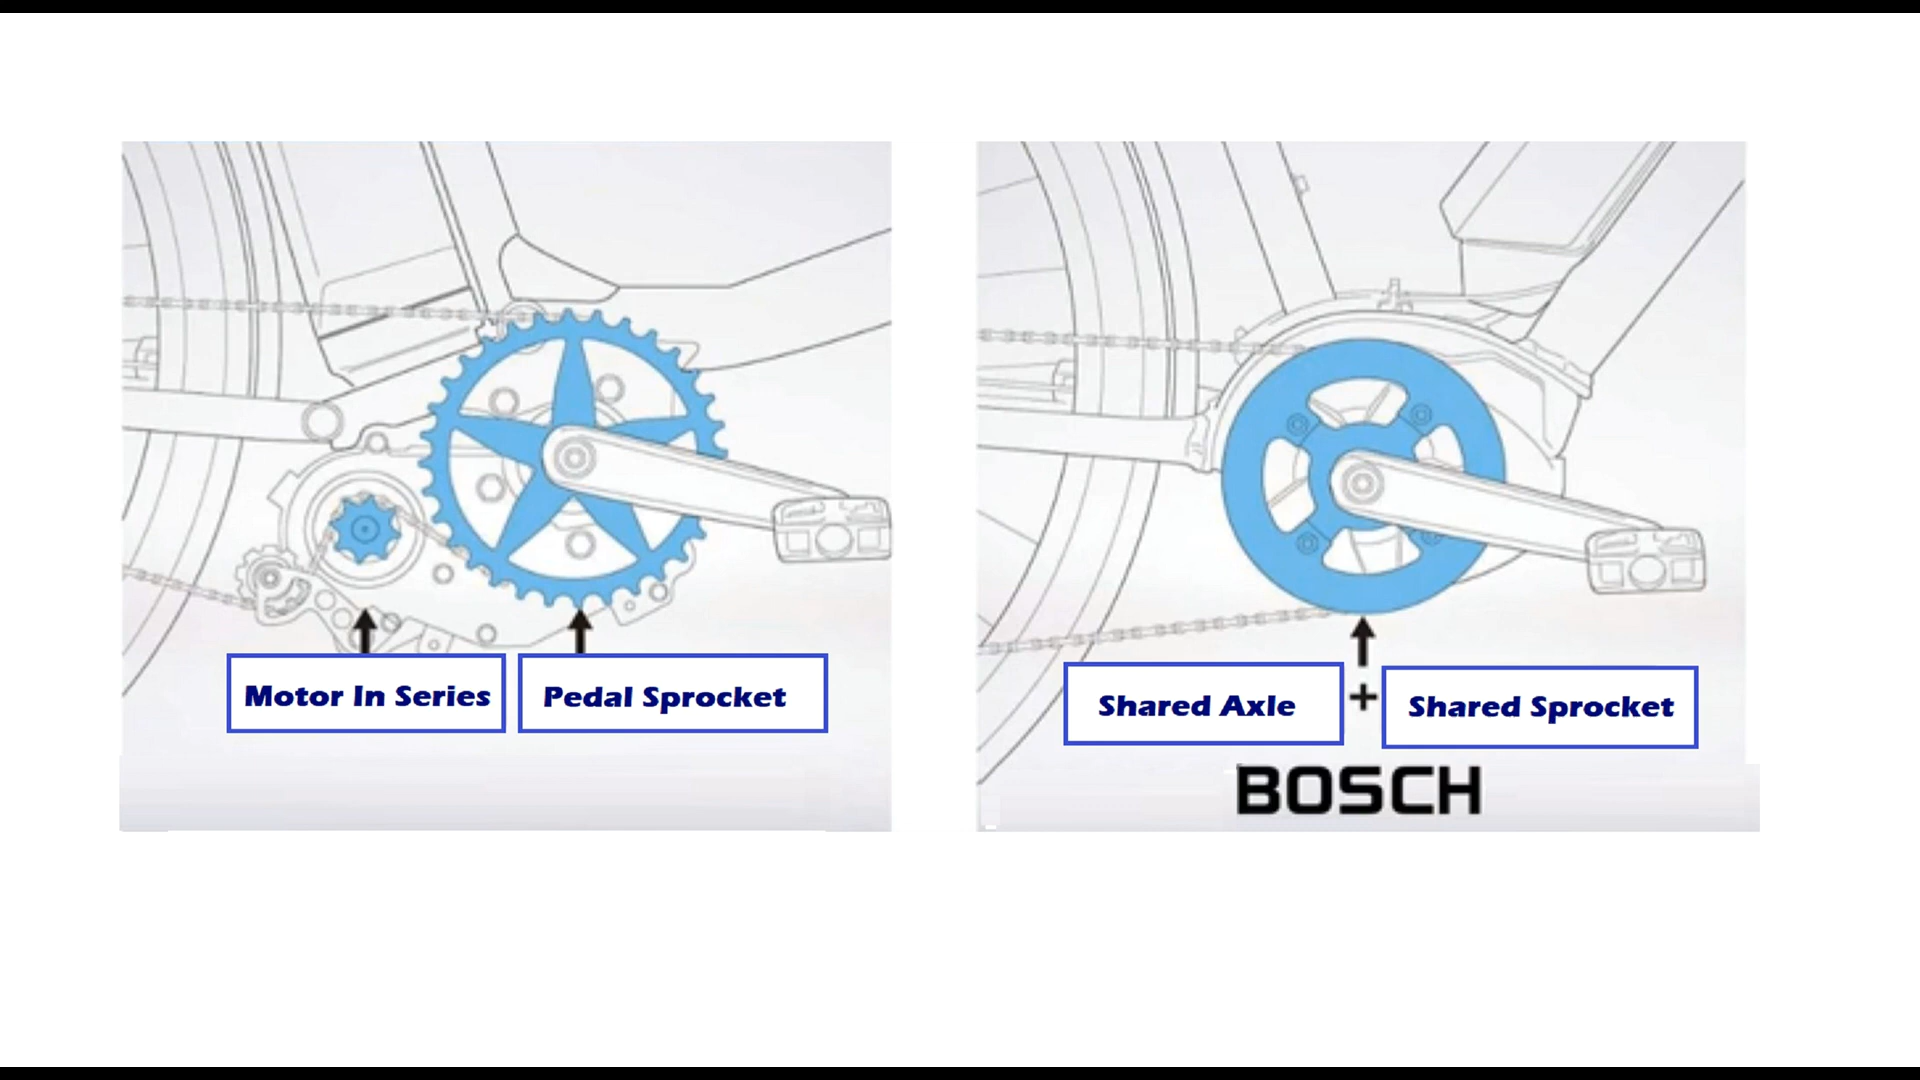 Motor In Series
Pedal Sprocket
Shared Axle
+
Shared Sprocket
BOSCH